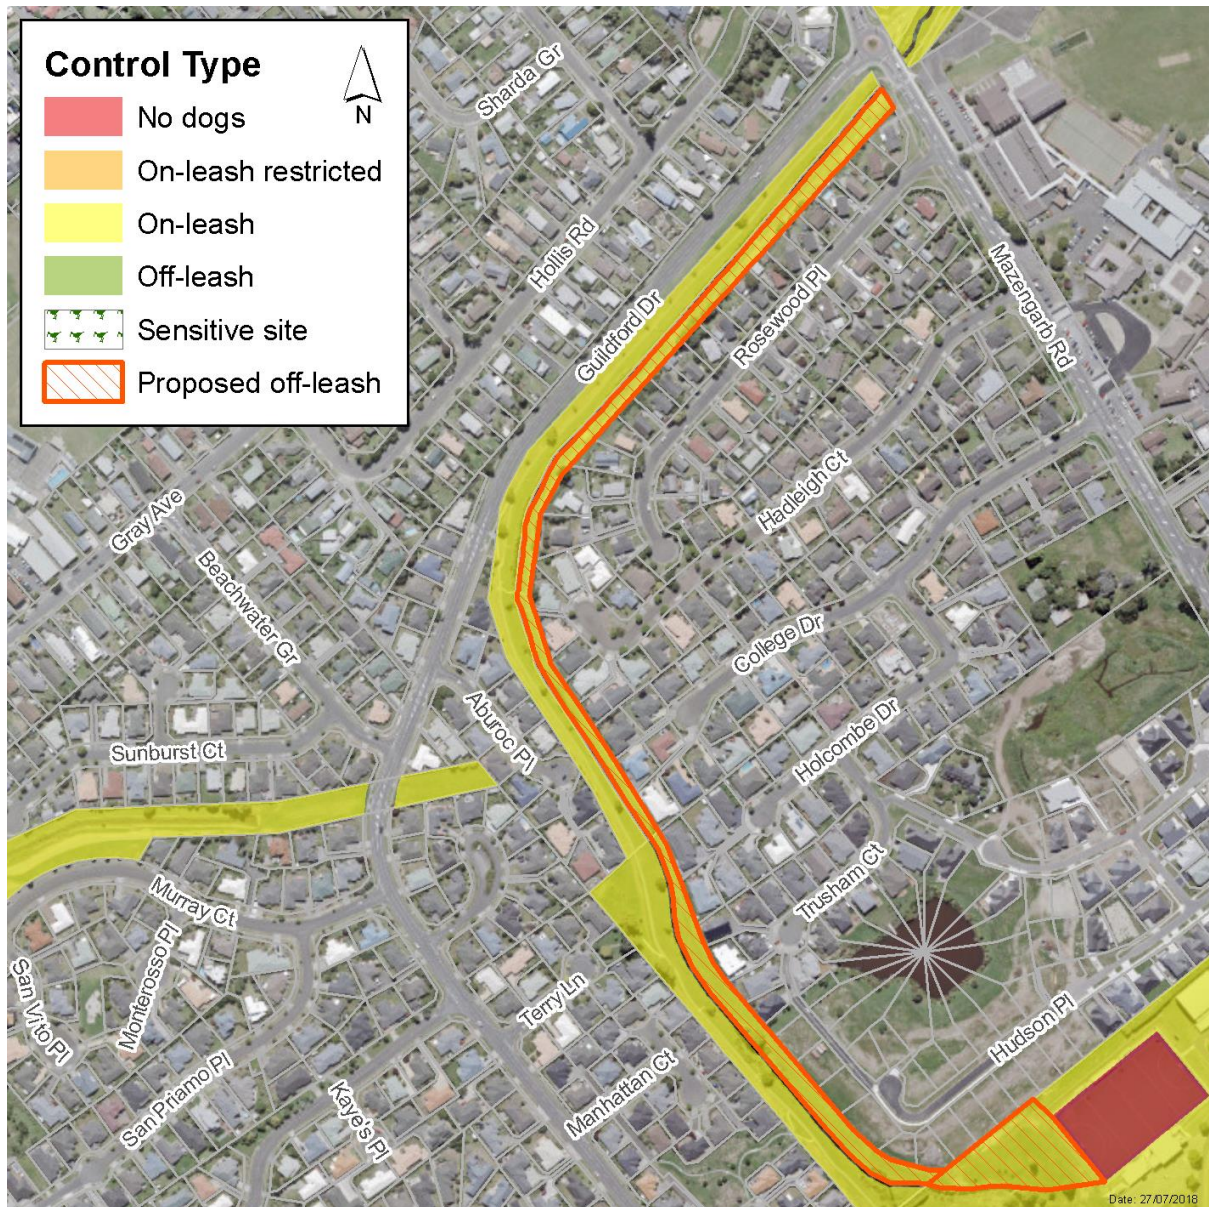 Control Type
N
No dogs
On-leash restricted
On-leash
Off-leash
Sensitive site
Proposed off-leash
Sharda Gr
Hollis Rd
Guildford Dr
Rosewood Pl
Mazengarb Rd
Gray Ave
Hadleigh Ct
Beachwater Gr
College Dr
Aburoc Pl
Holcombe Dr
Sunburst Ct
Trusham Ct
Murray Ct
Monterosso Pl
San Vito Pl
Terry Ln
Hudson Pl
San Priamo Pl
Kaye's Pl
Manhattan Ct
Date: 27/07/2018